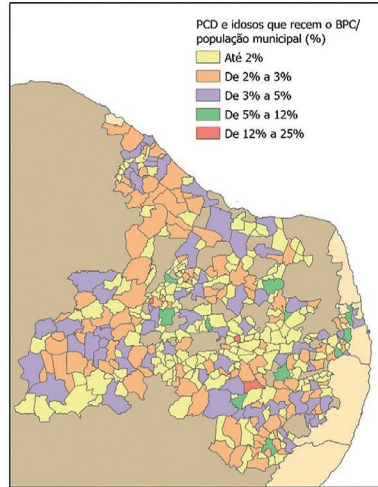 PCD e idosos que recem o BPC/
população municipal (%)
Até 2%
De 2% a 3%
De 3% a 5%
De 5% a 12%
De 12% a 25%